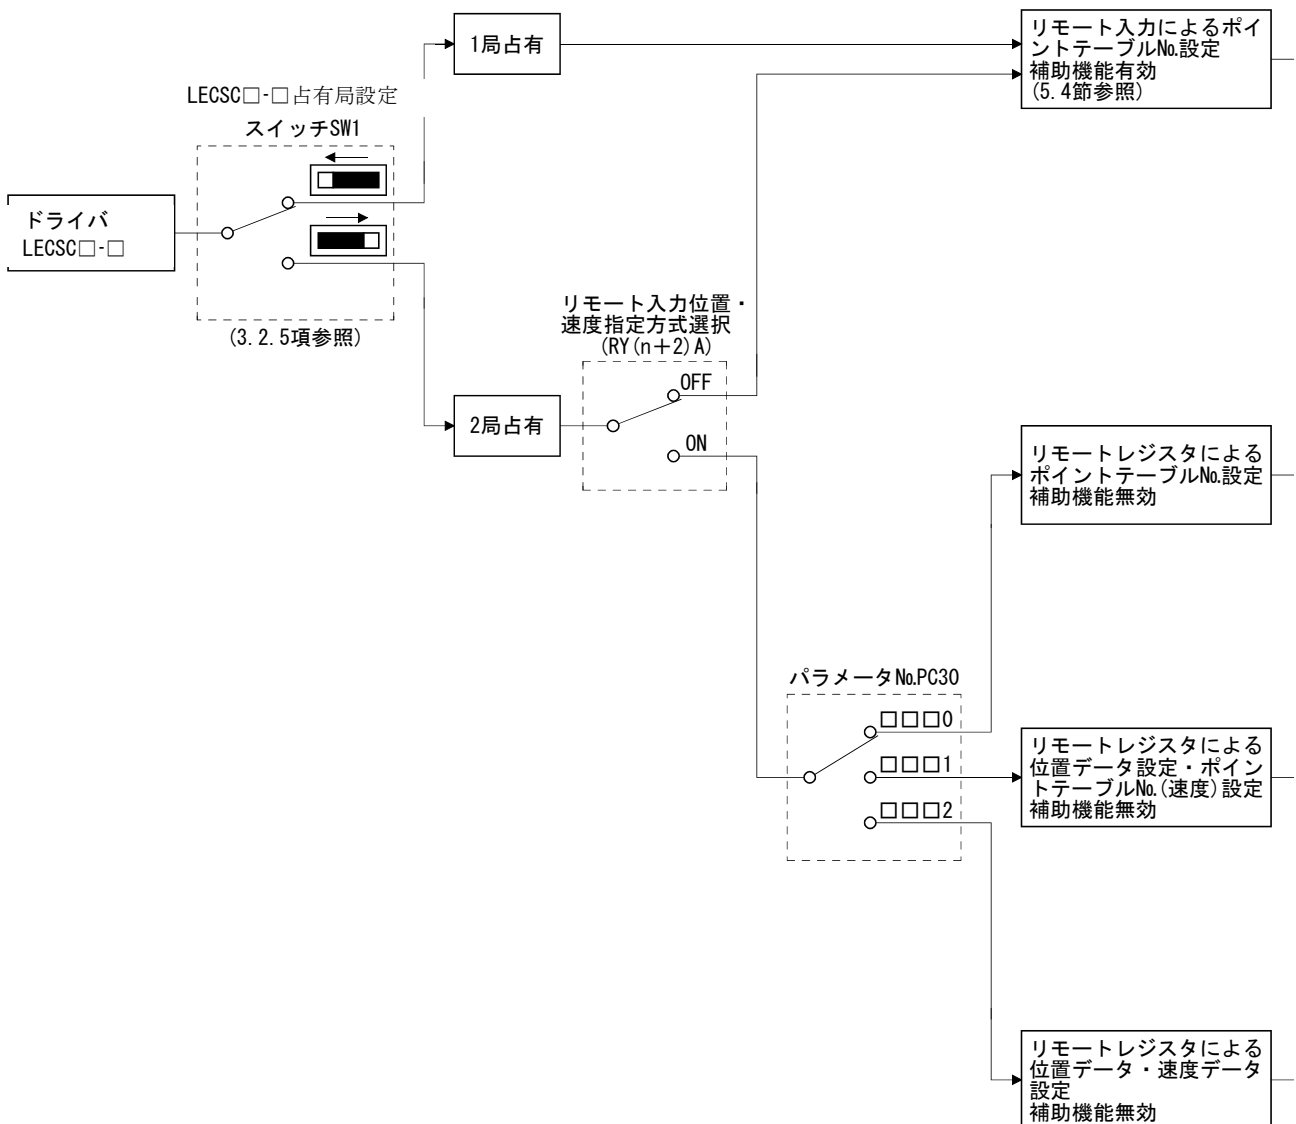 1局占有
リモート入力によるポイ
ントテーブル№設定
補助機能有効
(5.4節参照)
LECSC□-□占有局設定
スイッチSW1
ドライバ
LECSC□-□
(3.2.5項参照)
リモート入力位置・
速度指定方式選択
(RY(n+2)A)
OFF
2局占有
ON
リモートレジスタによる
ポイントテーブル№設定
補助機能無効
パラメータ№PC30
□□□0
□□□1
□□□2
リモートレジスタによる
位置データ設定・ポイン
トテーブル№(速度)設定
補助機能無効
リモートレジスタによる
位置データ・速度データ
設定
補助機能無効